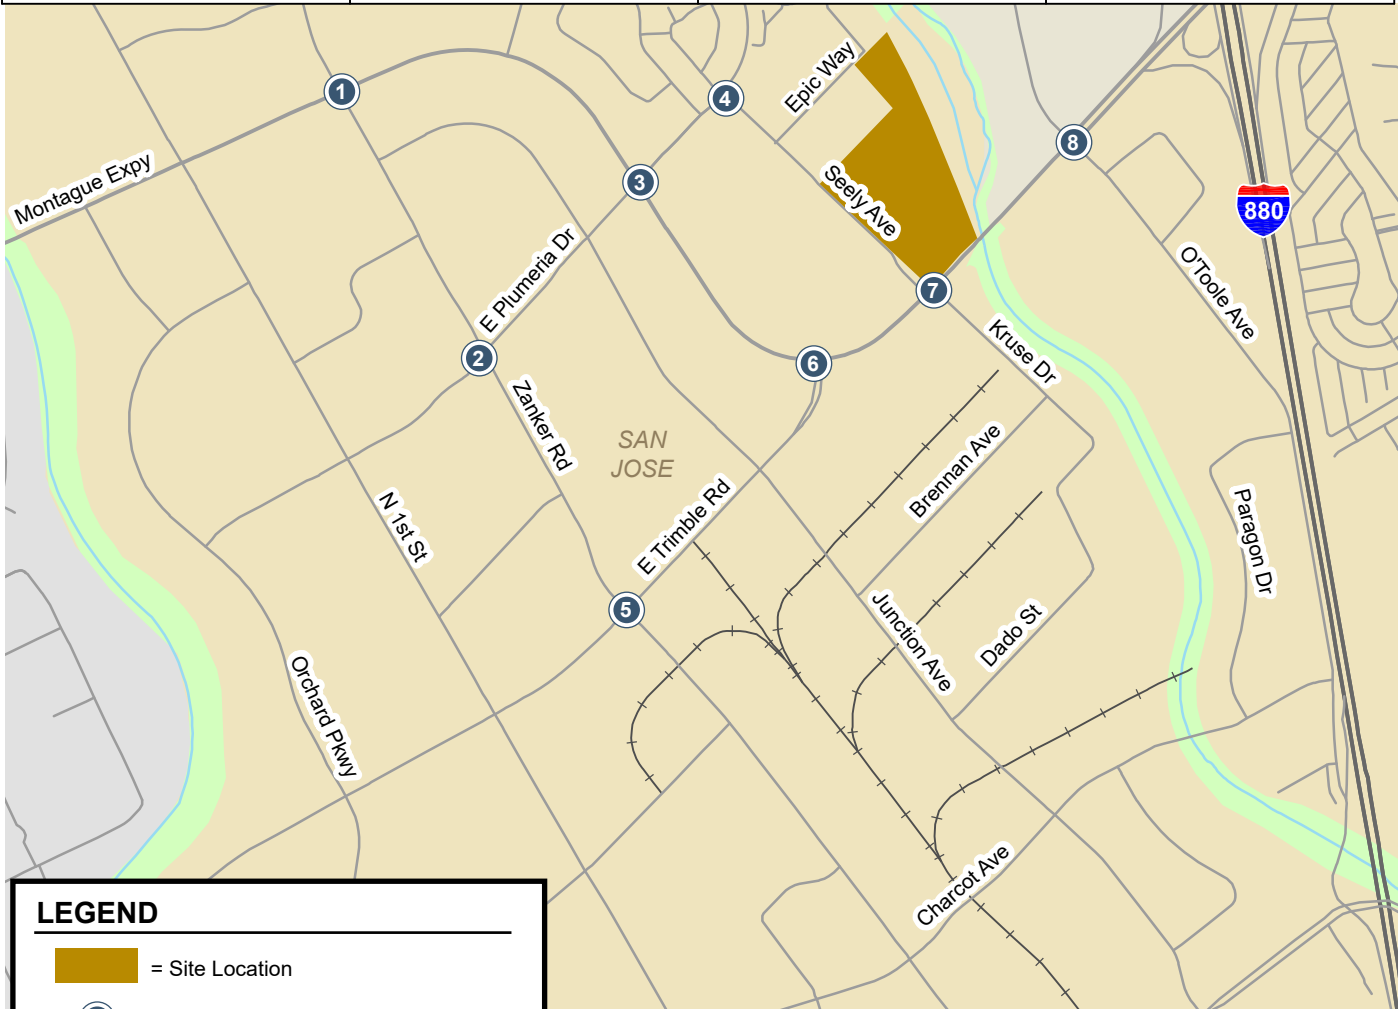 1
4
Epic Way
8
Montague Expy
3
Seely Ave
880
E Plumeria Dr
O'Toole Ave
7
2
6
Kruse Dr
Zanker Rd
SAN
JOSE
Brennan Ave
N 1st St
E Trimble Rd
Paragon Dr
5
Junction Ave
Dado St
Orchard Pkwy
Charcot Ave
LEGEND
= Site Location